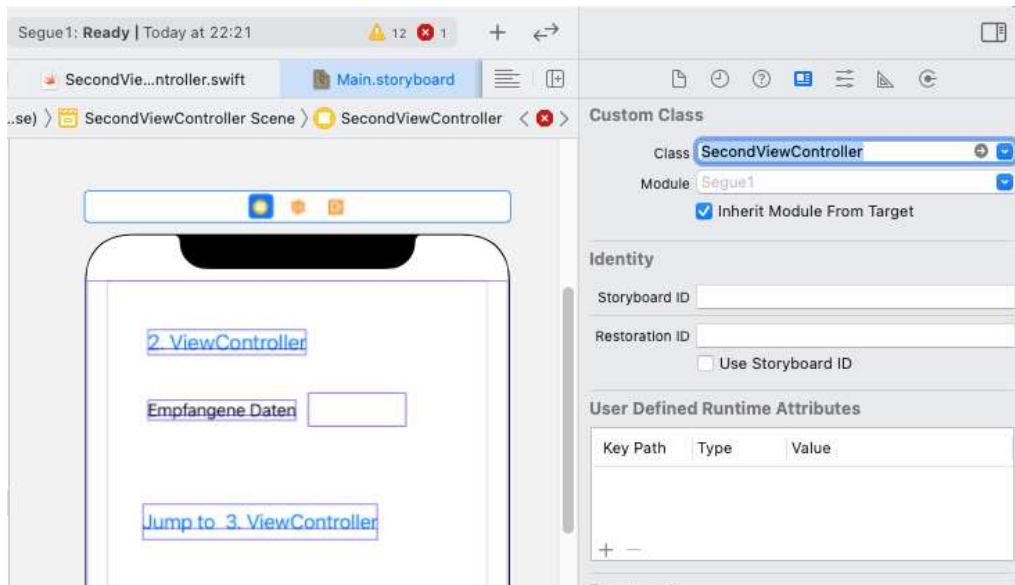 Segue1: Ready | Today at 22:21 12 1
SecondVie...ntroller.swift Main.storyboard
..se) SecondViewController Scene SecondViewController
Custom Class
Class SecondViewController
Module Segue1
Inherit Module From Target
Identity
Storyboard ID
Restoration ID
Use Storyboard ID
User Defined Runtime Attributes
Key Path Type Value
2. ViewController
Empfangene Daten
Jump to 3. ViewController